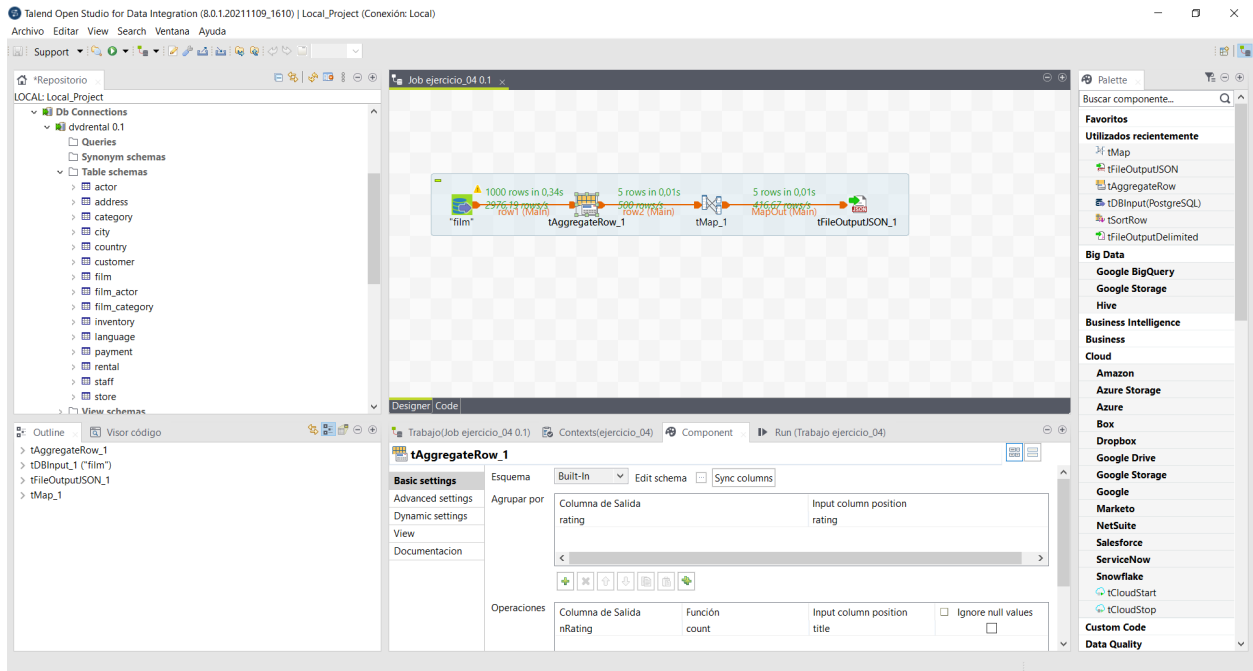 Talend Open Studio for Data Integration (8.0.1.20211109_1610) | Local_Project (Conexión: Local)
Archivo Editar View Search Ventana Ayuda
Support
*Repositorio
LOCAL: Local_Project
Db Connections
dvdrental 0.1
Queries
Synonym schemas
Table schemas
actor
address
category
city
country
customer
film
film_actor
film_category
inventory
language
payment
rental
staff
store
View schemas
Job ejercicio_04 0.1
1000 rows in 0,34s
2976,19 rows/s
row1 (Main)
5 rows in 0,01s
500 rows/s
row2 (Main)
5 rows in 0,01s
416,67 rows/s
MapOut (Main)
"film"
tAggregateRow_1
tMap_1
tFileOutputJSON_1
Designer Code
Palette
Buscar componente...
Favoritos
Utilizados recientemente
tMap
tFileOutputJSON
tAggregateRow
tDBInput(PostgreSQL)
tSortRow
tFileOutputDelimited
Big Data
Google BigQuery
Google Storage
Hive
Business Intelligence
Business
Cloud
Amazon
Azure Storage
Azure
Box
Dropbox
Google Drive
Google Storage
Google
Marketo
NetSuite
Salesforce
ServiceNow
Snowflake
tCloudStart
tCloudStop
Custom Code
Data Quality
Outline
Visor código
tAggregateRow_1
tDBInput_1 ("film")
tFileOutputJSON_1
tMap_1
Trabajo(Job ejercicio_04 0.1) Contexts(ejercicio_04) Component Run (Trabajo ejercicio_04)
tAggregateRow_1
Basic settings
Advanced settings
Dynamic settings
View
Documentacion
Esquema Built-In Edit schema ... Sync columns
Agrupar por
Columna de Salida Input column position
rating rating
Operaciones
Columna de Salida Función Input column position Ignore null values
nRating count title